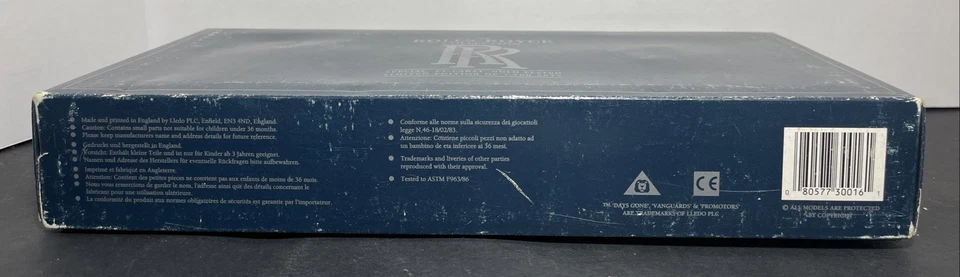 ROLLS-ROYCE
RR
Made and printed in England by Lledo PLC, Enfield, EN3 4ND, England.
Caution: Contains small parts not suitable for children under 36 months.
Please keep manufacturers name and address details for future reference.
Gedruckt und hergestellt in England.
Vorsicht: Enthält kleine Teile und ist nur für Kinder ab 3 Jahren geeignet.
Namen und Adresse des Herstellers für eventuelle Rückfragen bitte aufbewahren.
Imprimé et fabriqué en Angleterre.
Attention: Contient des petites pieces ne convient pas aux enfants de moins de 36 mois.
Nous vous remercions de garder le nom, l'adresse ainsi que des détails concernant le
fabricant pour une utilisation ultérieure.
La conformité du produit aux normes obligatoires de sécurités est garantie par l'importateur.
Conforme alle norme sulla sicurezza dei giocattoli
legge N,46-18/02/83.
Attenzione: Contiene piccoli pezzi non adatto ad
un bambino de eta inferiore ai 36 mesi.
Trademarks and liveries of other parties
reproduced with their approval.
Tested to ASTM F963/86
CE
'DAYS GONE', 'VANGUARDS' & 'PROMOTORS'
ARE TRADEMARKS OF LLEDO PLC
0 80577 30016 1
© ALL MODELS ARE PROTECTED
BY COPYRIGHT